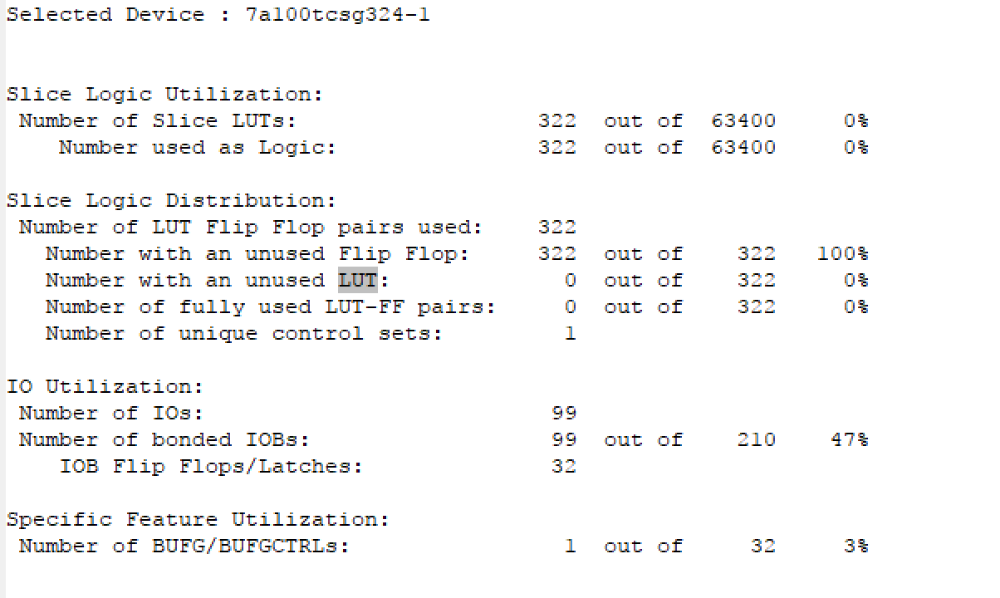 Selected Device : 7a100tcsg324-1
Slice Logic Utilization:
Number of Slice LUTs: 322 out of 63400 0%
Number used as Logic: 322 out of 63400 0%
Slice Logic Distribution:
Number of LUT Flip Flop pairs used: 322
Number with an unused Flip Flop: 322 out of 322 100%
Number with an unused LUT: 0 out of 322 0%
Number of fully used LUT-FF pairs: 0 out of 322 0%
Number of unique control sets: 1
IO Utilization:
Number of IOs: 99
Number of bonded IOBs: 99 out of 210 47%
IOB Flip Flops/Latches: 32
Specific Feature Utilization:
Number of BUFG/BUFGCTRLs: 1 out of 32 3%